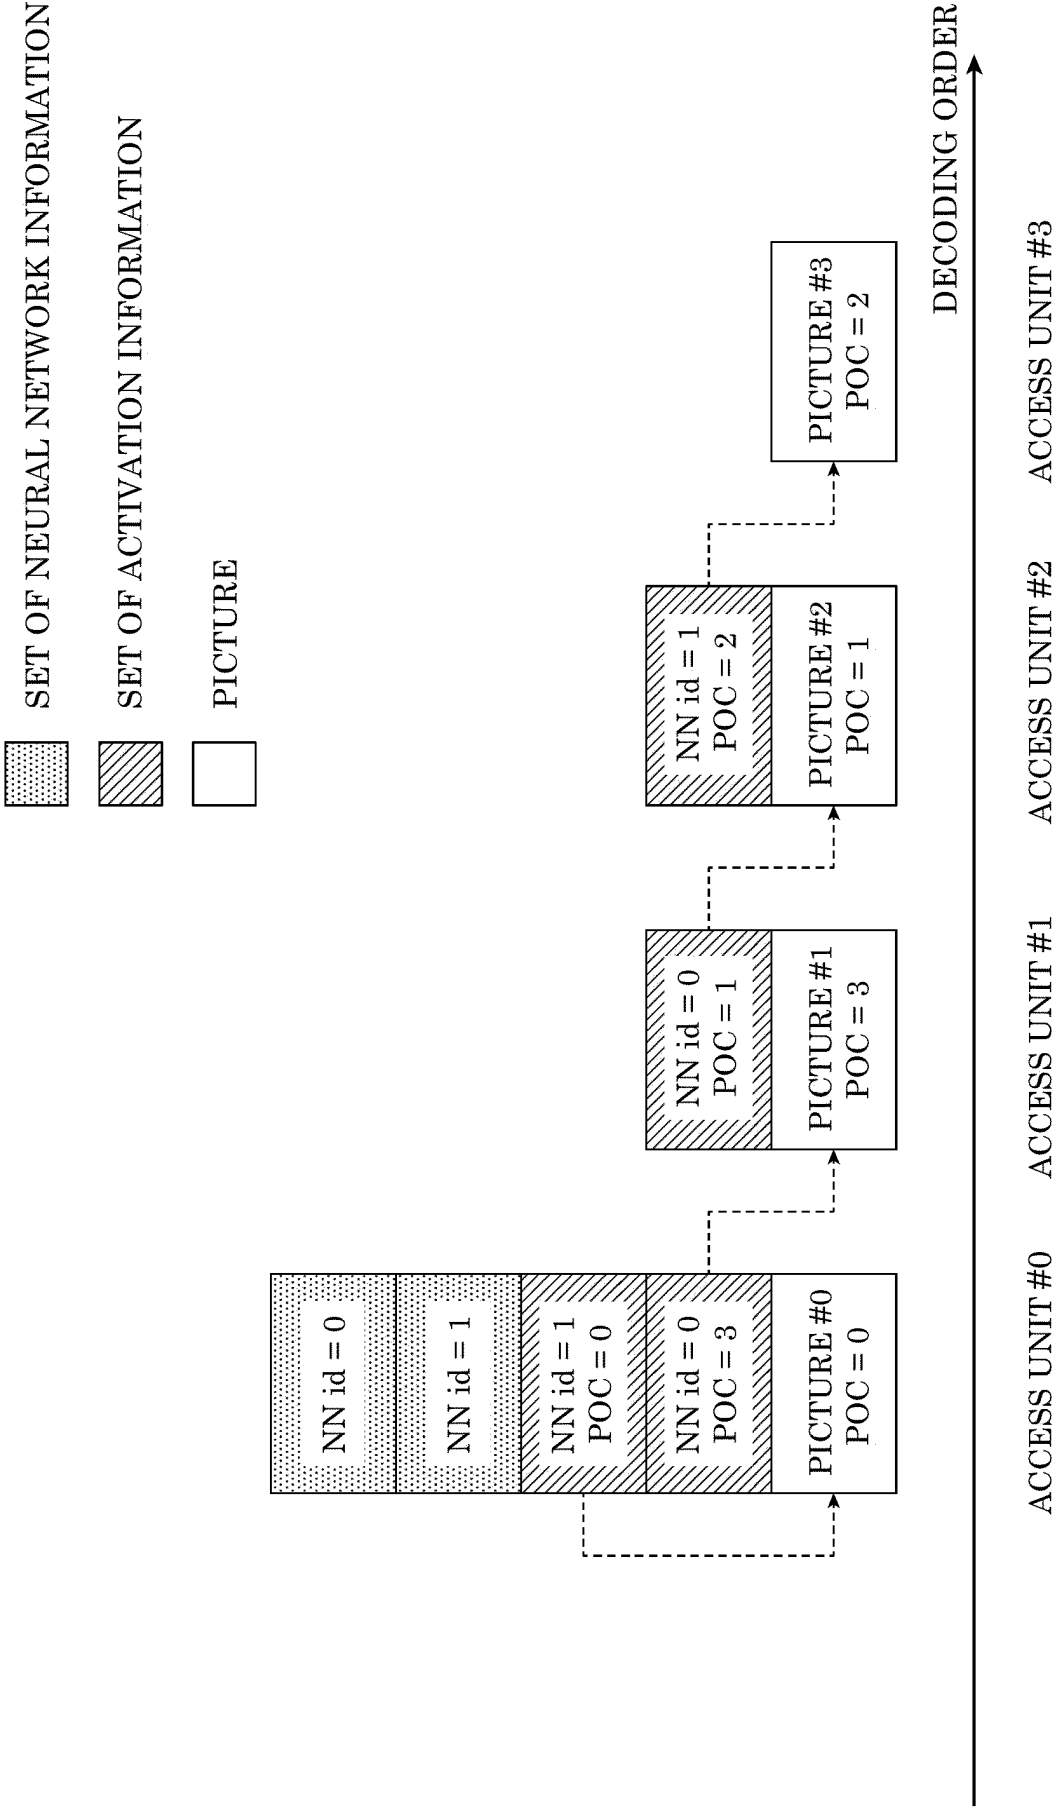 SET OF NEURAL NETWORK INFORMATION
SET OF ACTIVATION INFORMATION
PICTURE
NN id = 0
NN id = 1
NN id = 1
POC = 0
NN id = 0
POC = 3
PICTURE #0
POC = 0
NN id = 0
POC = 1
PICTURE #1
POC = 3
NN id = 1
POC = 2
PICTURE #2
POC = 1
PICTURE #3
POC = 2
DECODING ORDER
ACCESS UNIT #0
ACCESS UNIT #1
ACCESS UNIT #2
ACCESS UNIT #3